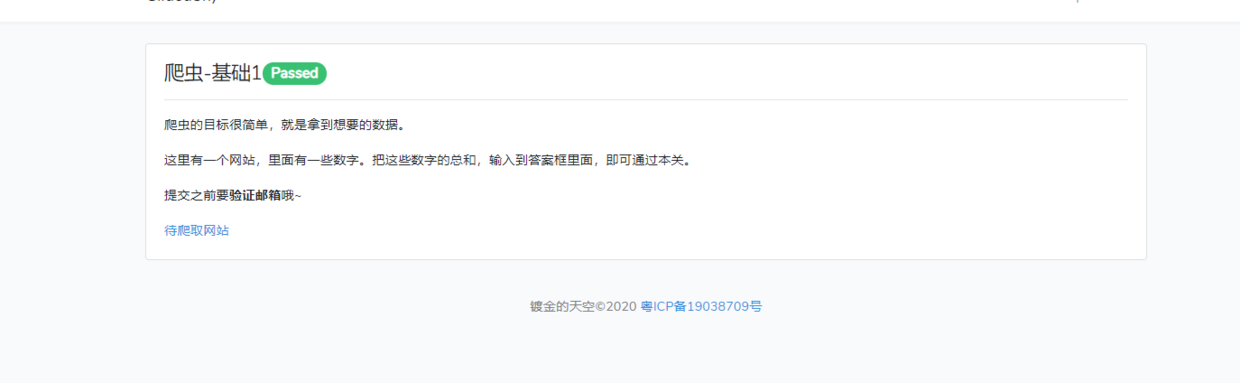 爬虫-基础1 Passed
爬虫的目标很简单，就是拿到想要的数据。
这里有一个网站，里面有一些数字。把这些数字的总和，输入到答案框里面，即可通过本关。
提交之前要验证邮箱哦~
待爬取网站
镀金的天空©2020 粤ICP备19038709号